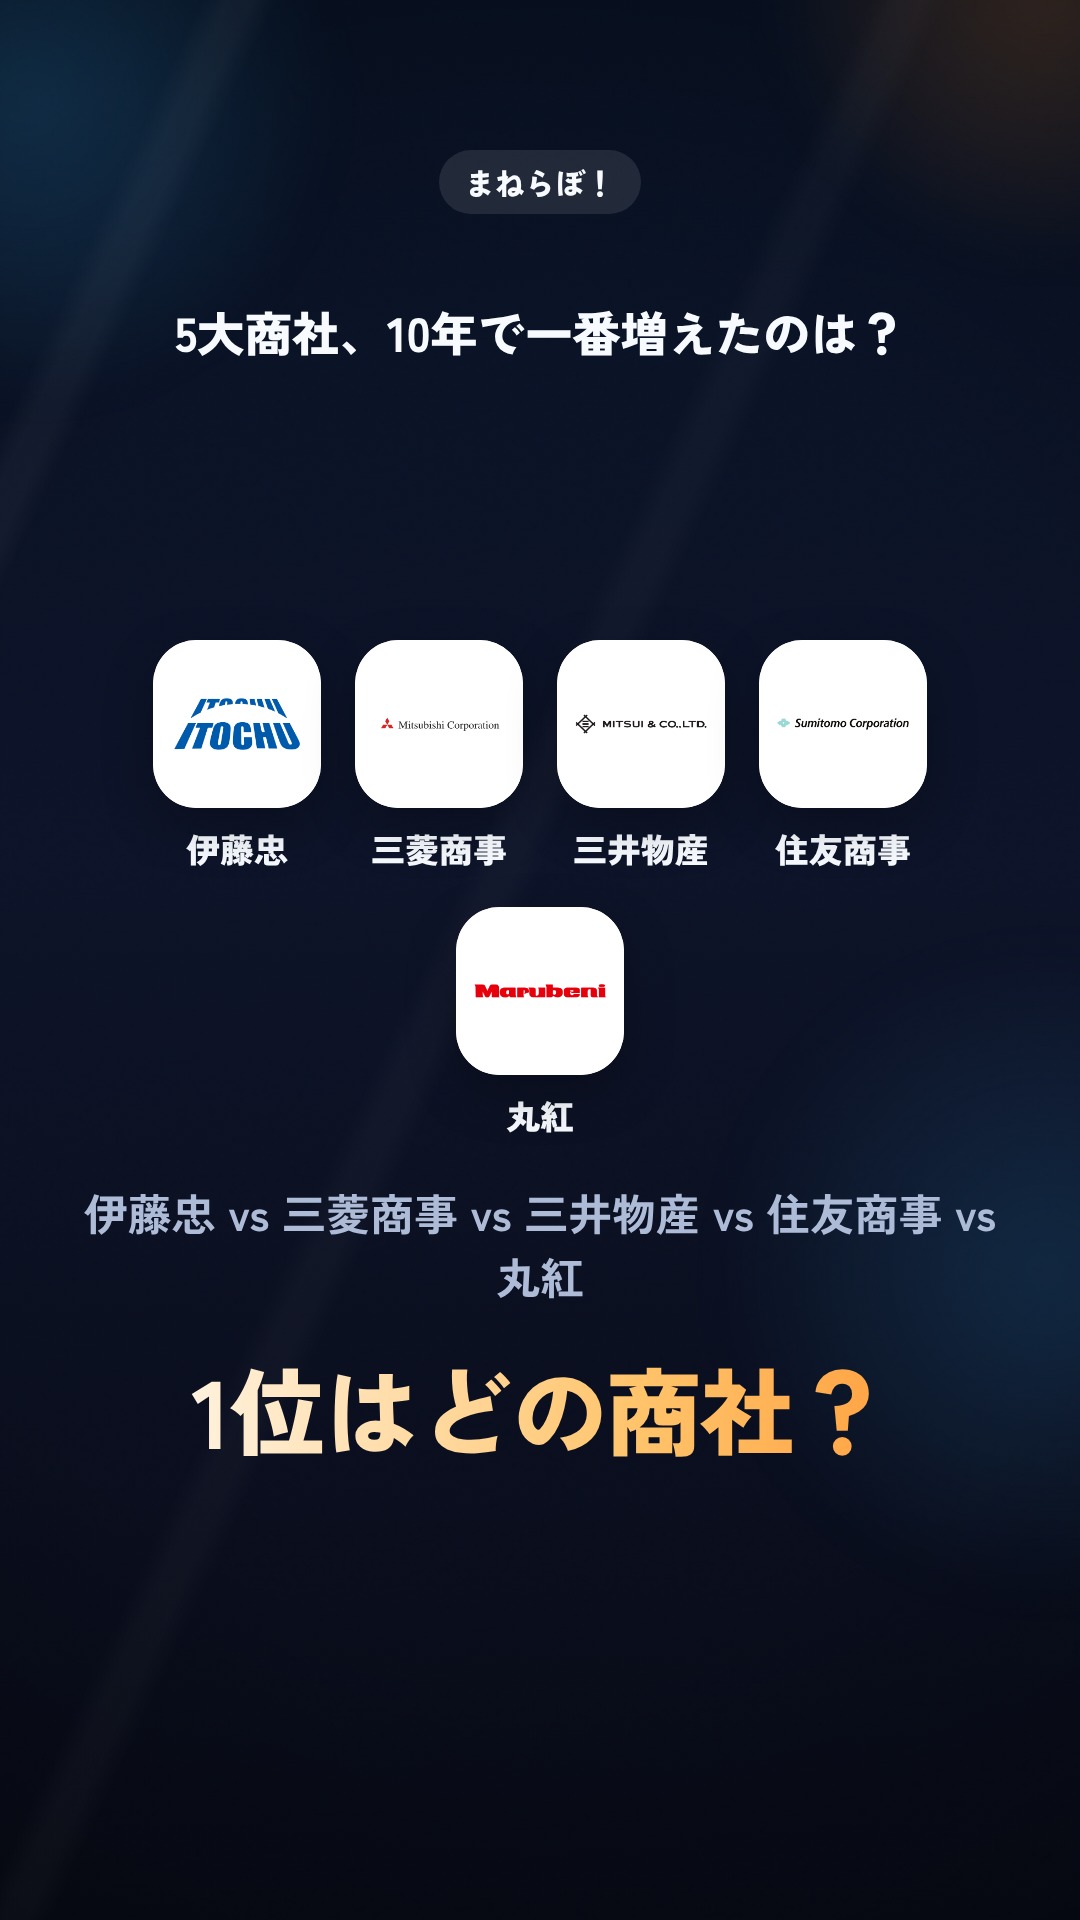 まねらぼ！
5大商社、10年で一番増えたのは？
ITOCHU
Mitsubishi Corporation
MITSUI & CO.,LTD.
Sumitomo Corporation
伊藤忠
三菱商事
三井物産
住友商事
Marubeni
丸紅
伊藤忠 vs 三菱商事 vs 三井物産 vs 住友商事 vs
丸紅
1位はどの商社？